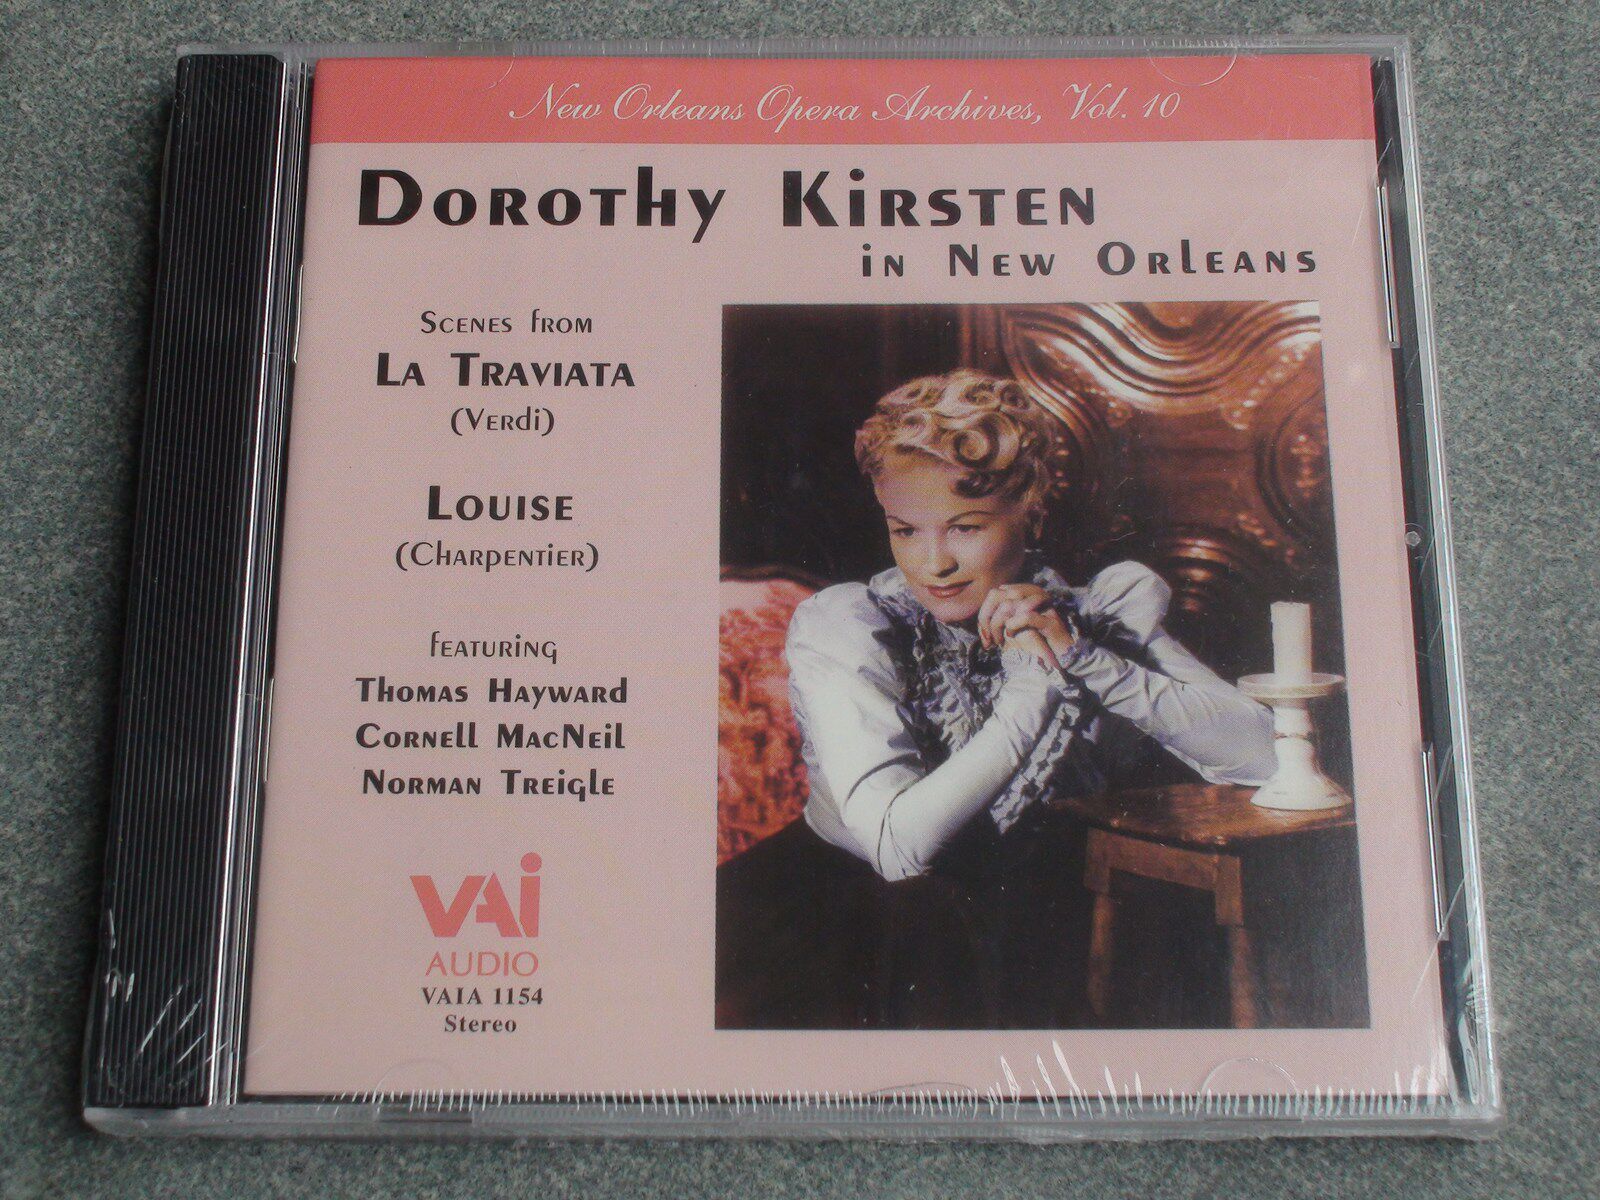 New Orleans Opera Archives, Vol. 10
Dorothy Kirsten
in New Orleans
Scenes from
La Traviata
(Verdi)
Louise
(Charpentier)
featuring
Thomas Hayward
Cornell MacNeil
Norman Treigle
VAi
AUDIO
VAIA 1154
Stereo